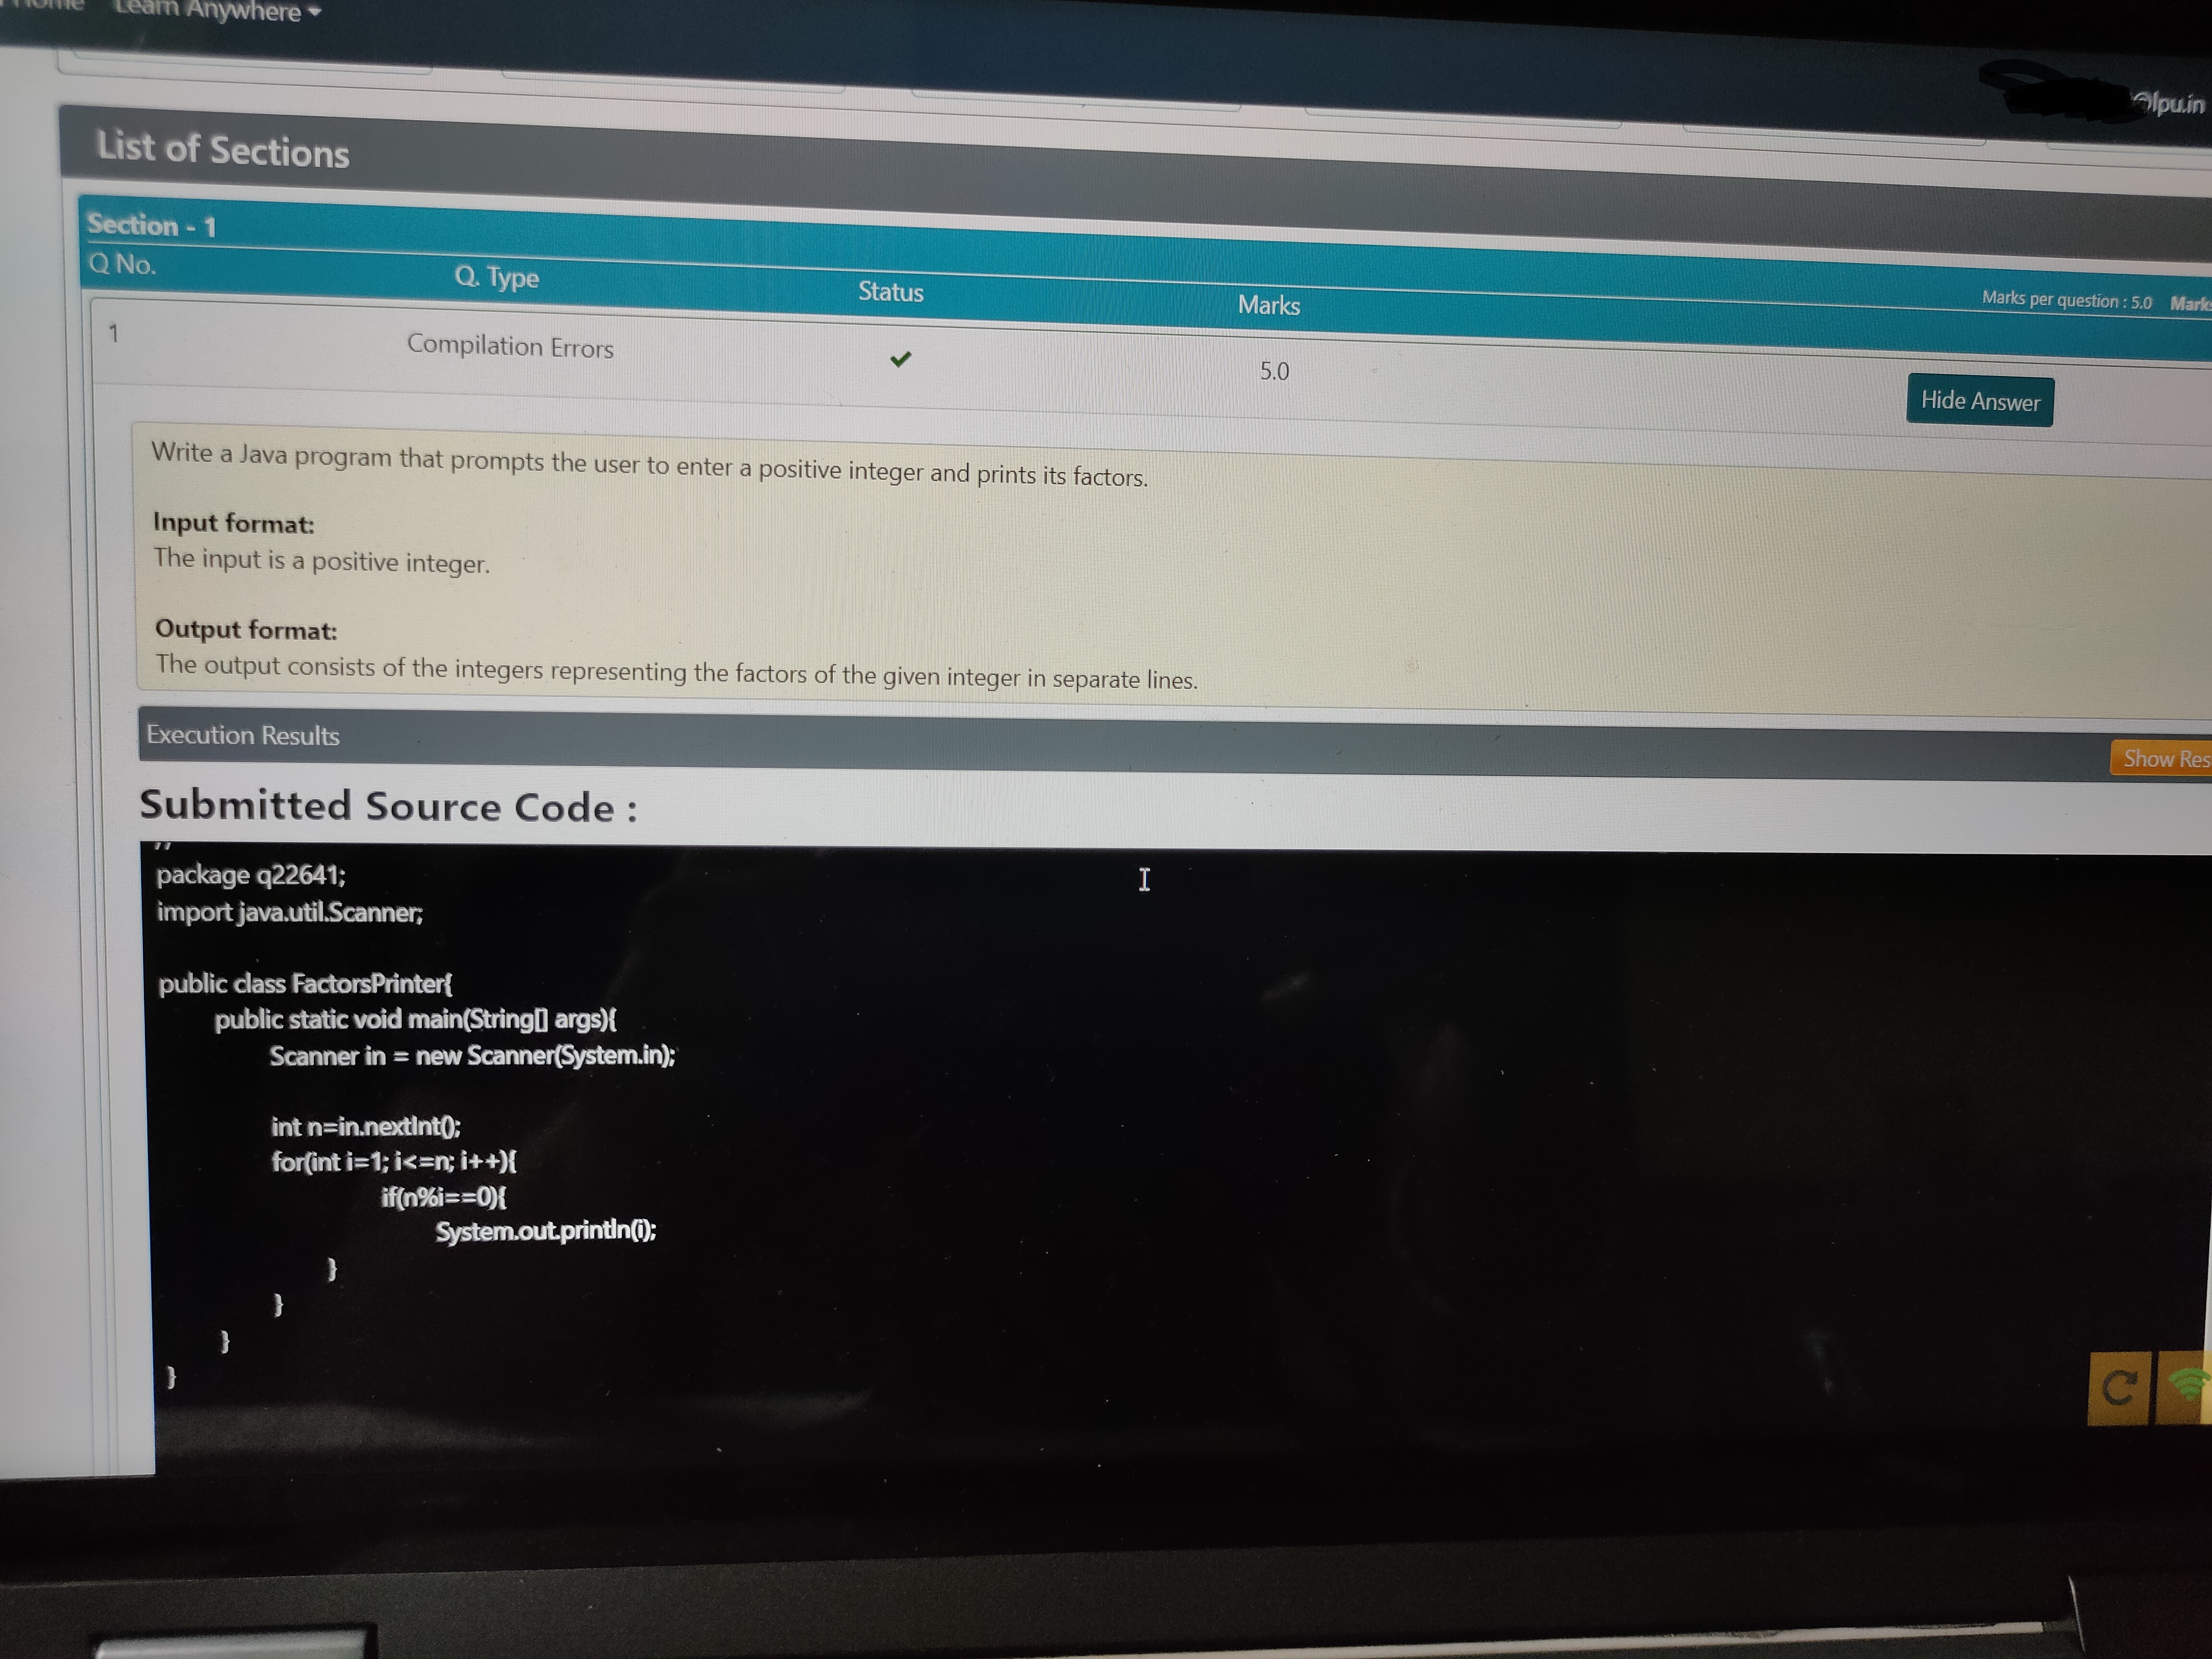 Home Learn Anywhere
@lpu.in
List of Sections
Section - 1
Marks per question : 5.0
Q No. Q. Type Status Marks
1 Compilation Errors 5.0
Hide Answer
Write a Java program that prompts the user to enter a positive integer and prints its factors.
Input format:
The input is a positive integer.
Output format:
The output consists of the integers representing the factors of the given integer in separate lines.
Execution Results
Show
Submitted Source Code :
package q22641;
import java.util.Scanner;
public class FactorsPrinter{
public static void main(String[] args){
Scanner in = new Scanner(System.in);
int n=in.nextInt();
for(int i=1; i<=n; i++){
if(n%i==0){
System.out.println(i);
}
}
}
}